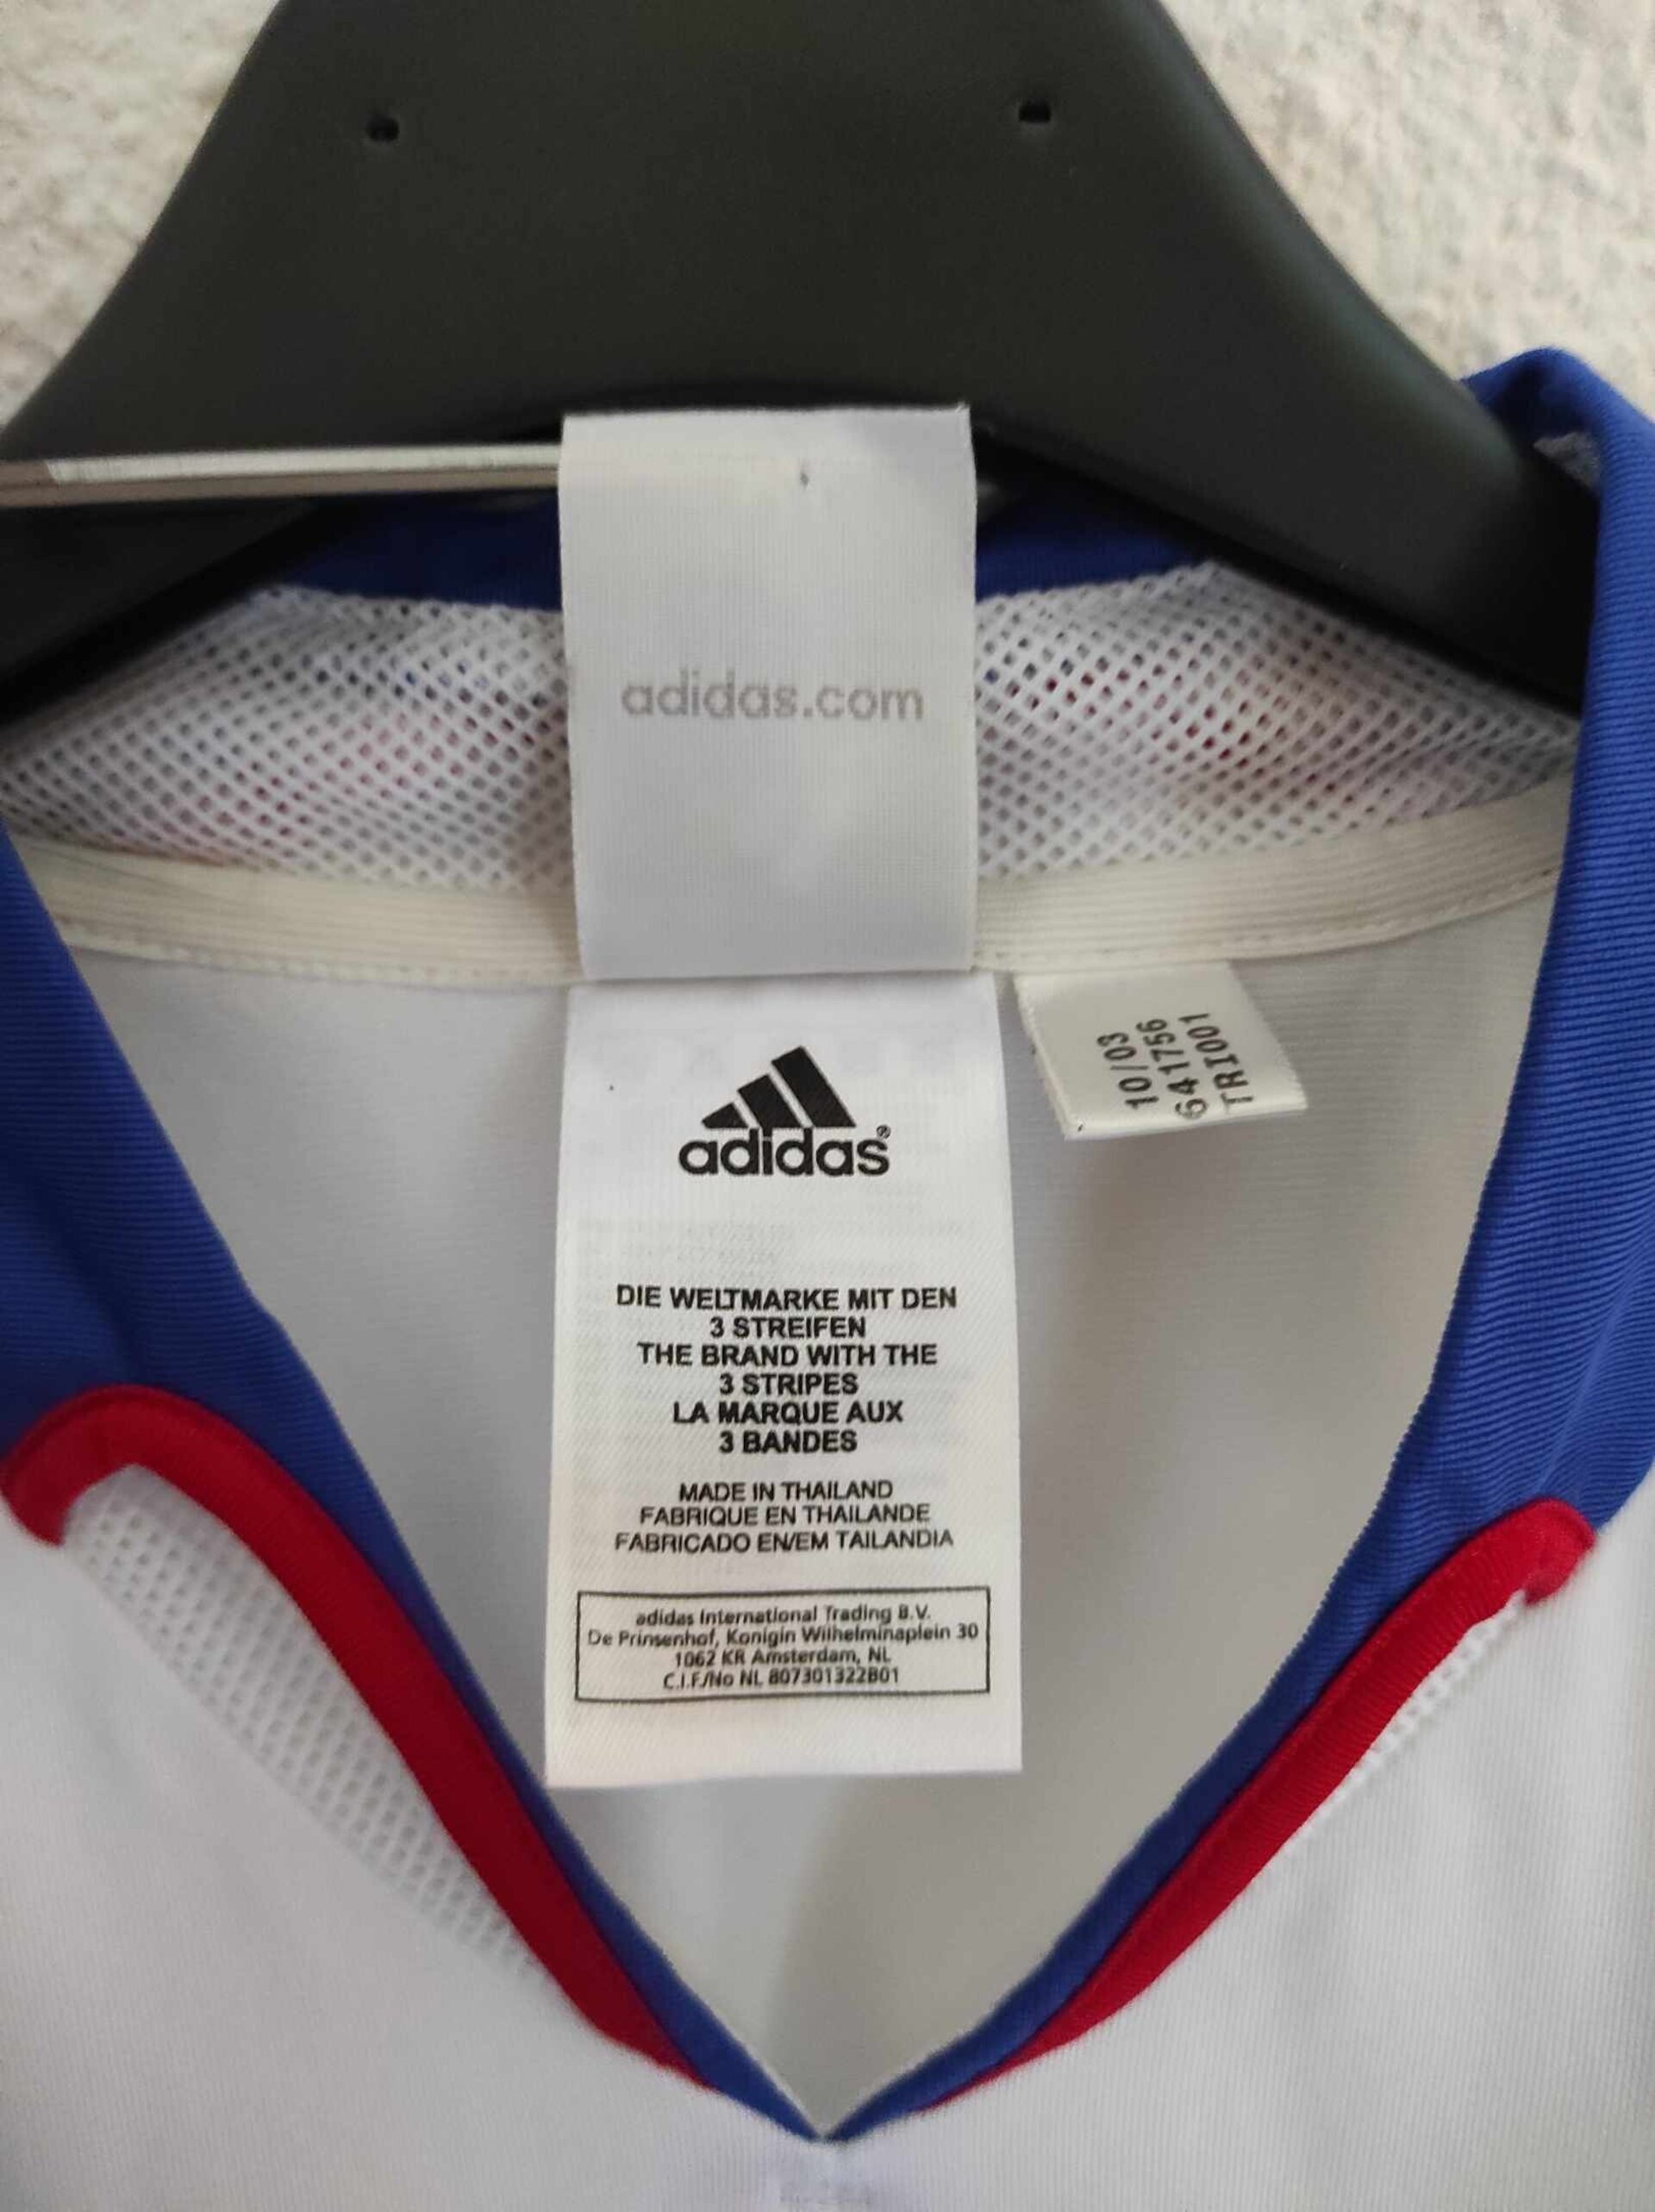 adidas.com
adidas®
10/03
641756
TRI001
DIE WELTMARKE MIT DEN
3 STREIFEN
THE BRAND WITH THE
3 STRIPES
LA MARQUE AUX
3 BANDES
MADE IN THAILAND
FABRIQUE EN THAILANDE
FABRICADO EN/EM TAILANDIA
adidas International Trading B.V.
De Prinsenhof, Konigin Wilhelminaplein 30
1062 KR Amsterdam, NL
C.I.F./No NL 807301322B01